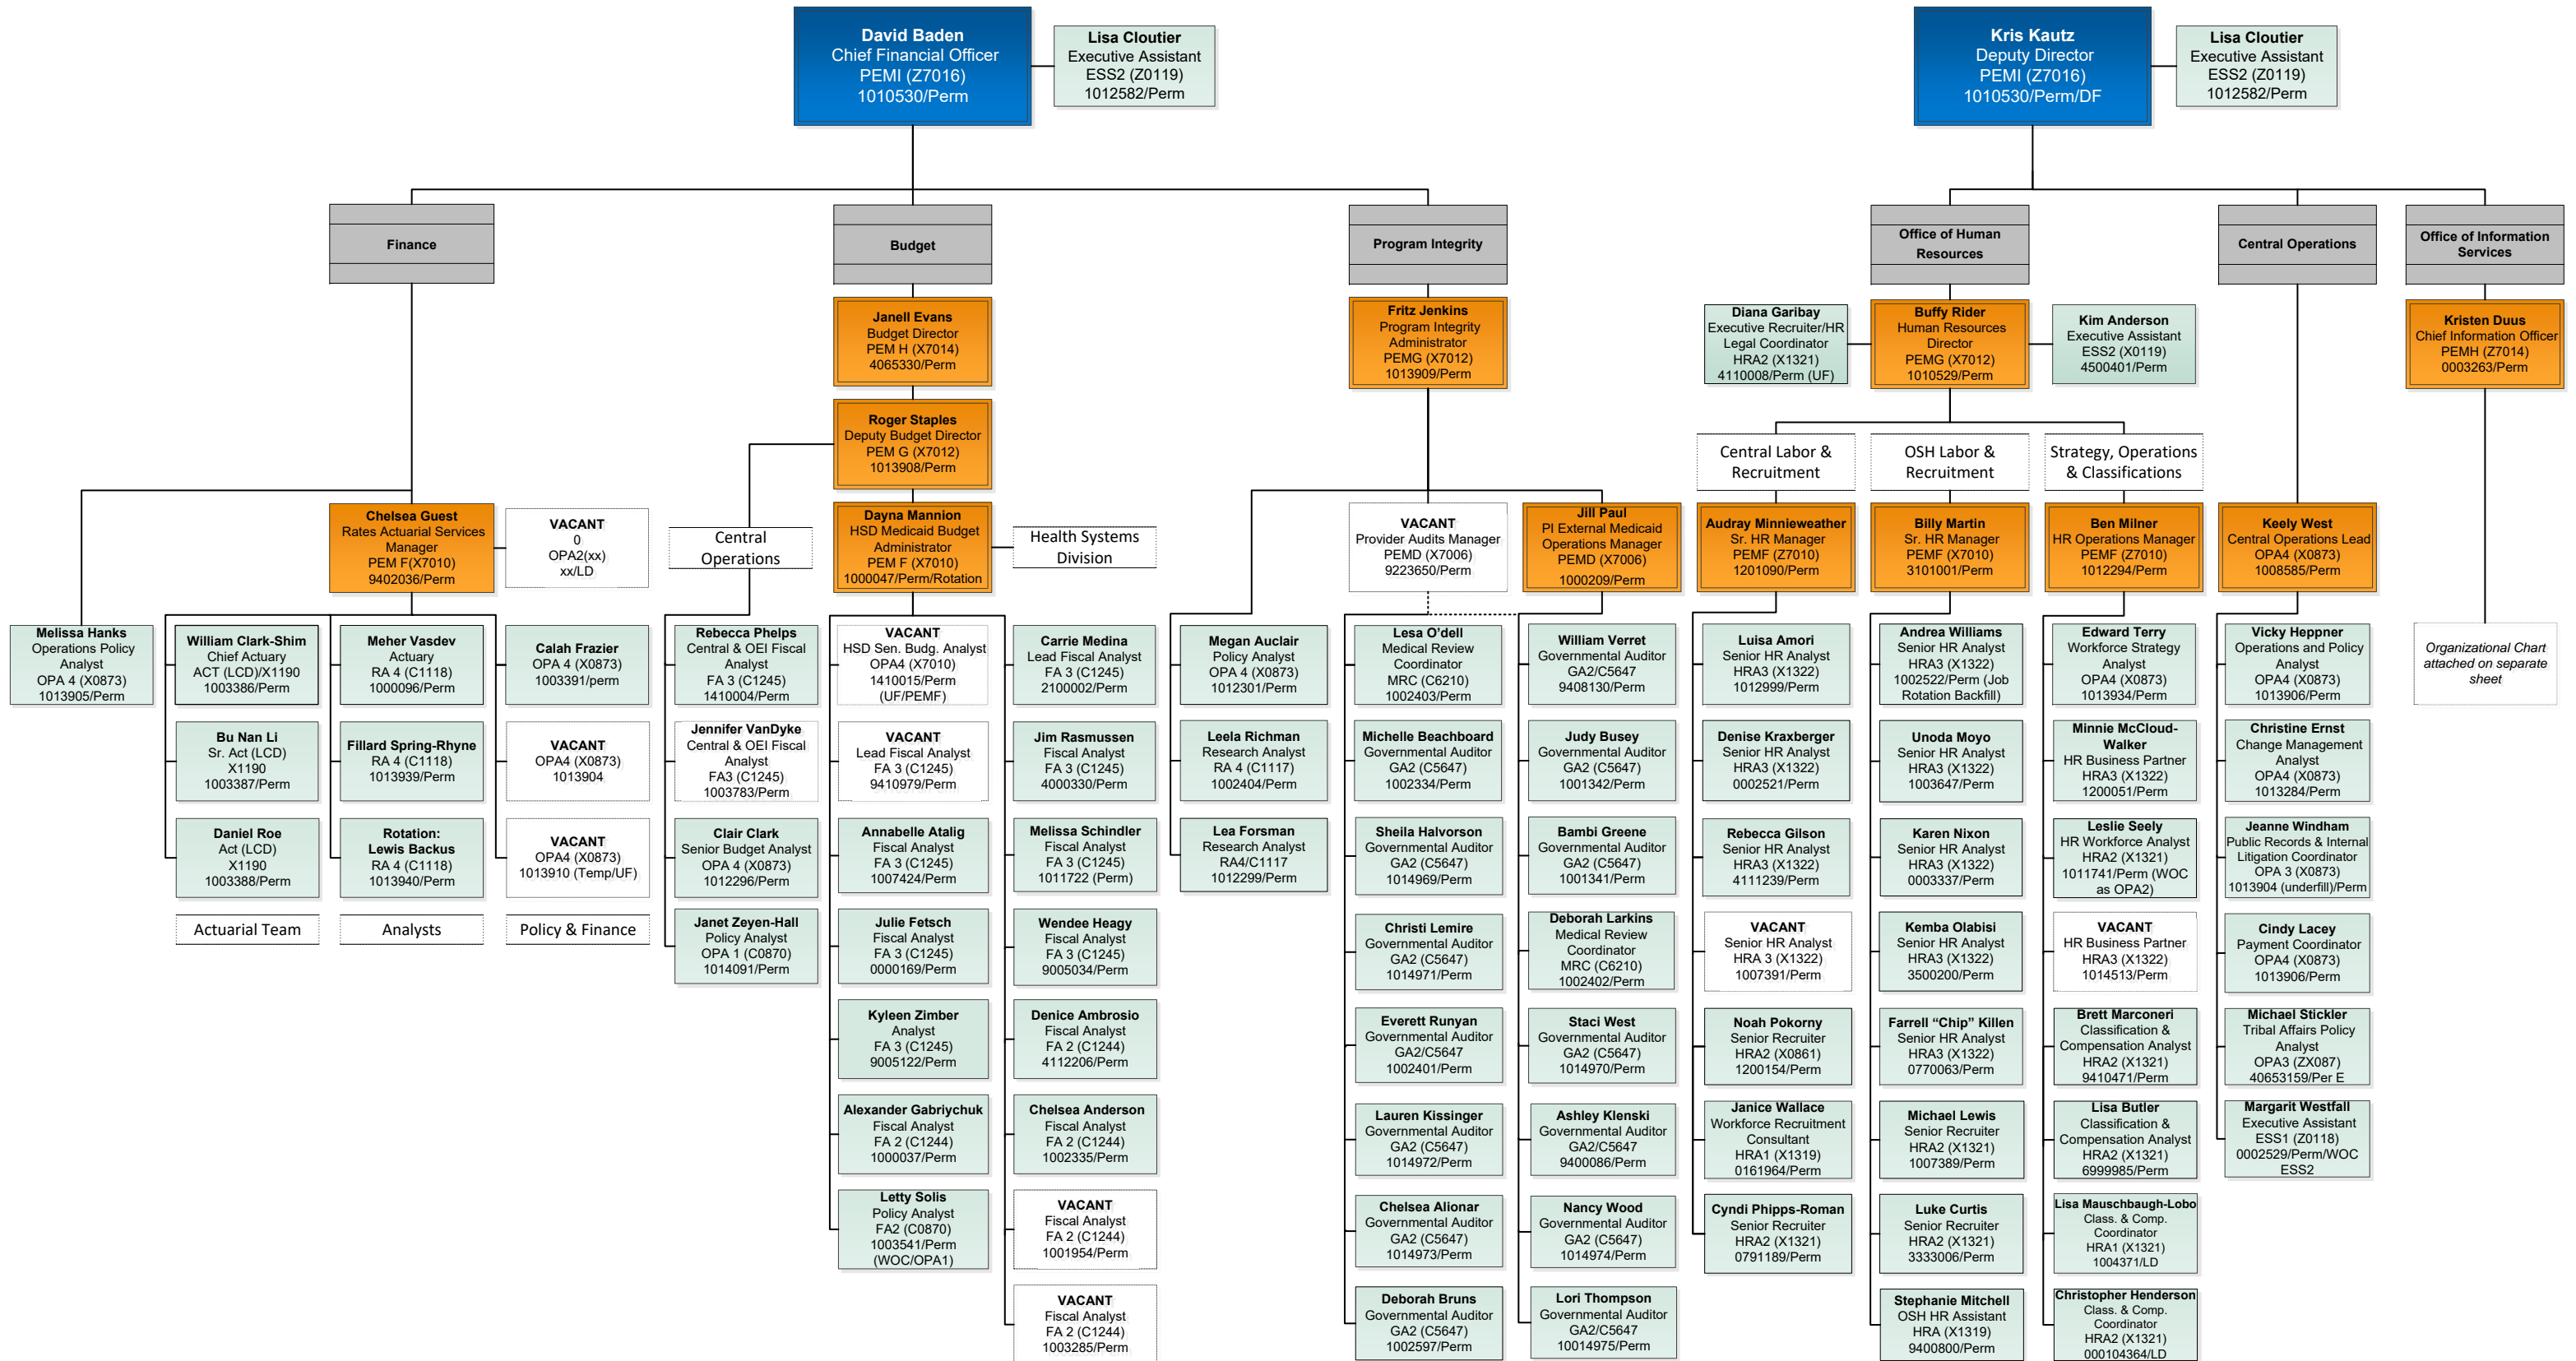 David Baden
Chief Financial Officer
PEMI (Z7016)
1010530/Perm
Lisa Cloutier
Executive Assistant
ESS2 (Z0119)
1012582/Perm
Kris Kautz
Deputy Director
PEMI (Z7016)
1010530/Perm/DF
Lisa Cloutier
Executive Assistant
ESS2 (Z0119)
1012582/Perm
Finance
Budget
Program Integrity
Office of Human
Resources
Central Operations
Office of Information
Services
Janell Evans
Budget Director
PEM H (X7014)
4065330/Perm
Fritz Jenkins
Program Integrity
Administrator
PEMG (X7012)
1013909/Perm
Diana Garibay
Executive Recruiter/HR
Legal Coordinator
HRA2 (X1321)
4110008/Perm (UF)
Buffy Rider
Human Resources
Director
PEMG (X7012)
1010529/Perm
Kim Anderson
Executive Assistant
ESS2 (X0119)
4500401/Perm
Kristen Duus
Chief Information Officer
PEMH (Z7014)
0003263/Perm
Roger Staples
Deputy Budget Director
PEM G (X7012)
1013908/Perm
Central Labor &
Recruitment
OSH Labor &
Recruitment
Strategy, Operations
& Classifications
Chelsea Guest
Rates Actuarial Services
Manager
PEM F(X7010)
9402036/Perm
VACANT
0
OPA2(xx)
xx/LD
Central
Operations
Dayna Mannion
HSD Medicaid Budget
Administrator
PEM F (X7010)
1000047/Perm/Rotation
Health Systems
Division
VACANT
Provider Audits Manager
PEMD (X7006)
9223650/Perm
Jill Paul
PI External Medicaid
Operations Manager
PEMD (X7006)
1000209/Perm
Audray Minnieweather
Sr. HR Manager
PEMF (Z7010)
1201090/Perm
Billy Martin
Sr. HR Manager
PEMF (X7010)
3101001/Perm
Ben Milner
HR Operations Manager
PEMF (Z7010)
1012294/Perm
Keely West
Central Operations Lead
OPA4 (X0873)
1008585/Perm
Melissa Hanks
Operations Policy
Analyst
OPA 4 (X0873)
1013905/Perm
William Clark-Shim
Chief Actuary
ACT (LCD)/X1190
1003386/Perm
Meher Vasdev
Actuary
RA 4 (C1118)
1000096/Perm
Calah Frazier
OPA 4 (X0873)
1003391/perm
Rebecca Phelps
Central & OEI Fiscal
Analyst
FA 3 (C1245)
1410004/Perm
VACANT
HSD Sen. Budg. Analyst
OPA4 (X7010)
1410015/Perm
(UF/PEMF)
Carrie Medina
Lead Fiscal Analyst
FA 3 (C1245)
2100002/Perm
Megan Auclair
Policy Analyst
OPA 4 (X0873)
1012301/Perm
Lesa O’dell
Medical Review
Coordinator
MRC (C6210)
1002403/Perm
William Verret
Governmental Auditor
GA2/C5647
9408130/Perm
Luisa Amori
Senior HR Analyst
HRA3 (X1322)
1012999/Perm
Andrea Williams
Senior HR Analyst
HRA3 (X1322)
1002522/Perm (Job
Rotation Backfill)
Edward Terry
Workforce Strategy
Analyst
OPA4 (X0873)
1013934/Perm
Vicky Heppner
Operations and Policy
Analyst
OPA4 (X0873)
1013906/Perm
Organizational Chart
attached on separate
sheet
Bu Nan Li
Sr. Act (LCD)
X1190
1003387/Perm
Fillard Spring-Rhyne
RA 4 (C1118)
1013939/Perm
VACANT
OPA4 (X0873)
1013904
Jennifer VanDyke
Central & OEI Fiscal
Analyst
FA3 (C1245)
1003783/Perm
VACANT
Lead Fiscal Analyst
FA 3 (C1245)
9410979/Perm
Jim Rasmussen
Fiscal Analyst
FA 3 (C1245)
4000330/Perm
Leela Richman
Research Analyst
RA 4 (C1117)
1002404/Perm
Michelle Beachboard
Governmental Auditor
GA2 (C5647)
1002334/Perm
Judy Busey
Governmental Auditor
GA2 (C5647)
1001342/Perm
Denise Kraxberger
Senior HR Analyst
HRA3 (X1322)
0002521/Perm
Unoda Moyo
Senior HR Analyst
HRA3 (X1322)
1003647/Perm
Minnie McCloud-
Walker
HR Business Partner
HRA3 (X1322)
1200051/Perm
Christine Ernst
Change Management
Analyst
OPA4 (X0873)
1013284/Perm
Daniel Roe
Act (LCD)
X1190
1003388/Perm
Rotation:
Lewis Backus
RA 4 (C1118)
1013940/Perm
VACANT
OPA4 (X0873)
1013910 (Temp/UF)
Clair Clark
Senior Budget Analyst
OPA 4 (X0873)
1012296/Perm
Annabelle Atalig
Fiscal Analyst
FA 3 (C1245)
1007424/Perm
Melissa Schindler
Fiscal Analyst
FA 3 (C1245)
1011722 (Perm)
Lea Forsman
Research Analyst
RA4/C1117
1012299/Perm
Sheila Halvorson
Governmental Auditor
GA2 (C5647)
1014969/Perm
Bambi Greene
Governmental Auditor
GA2 (C5647)
1001341/Perm
Rebecca Gilson
Senior HR Analyst
HRA3 (X1322)
4111239/Perm
Karen Nixon
Senior HR Analyst
HRA3 (X1322)
0003337/Perm
Leslie Seely
HR Workforce Analyst
HRA2 (X1321)
1011741/Perm (WOC
as OPA2)
Jeanne Windham
Public Records & Internal
Litigation Coordinator
OPA 3 (X0873)
1013904 (underfill)/Perm
Actuarial Team
Analysts
Policy & Finance
Janet Zeyen-Hall
Policy Analyst
OPA 1 (C0870)
1014091/Perm
Julie Fetsch
Fiscal Analyst
FA 3 (C1245)
0000169/Perm
Wendee Heagy
Fiscal Analyst
FA 3 (C1245)
9005034/Perm
Christi Lemire
Governmental Auditor
GA2 (C5647)
1014971/Perm
Deborah Larkins
Medical Review
Coordinator
MRC (C6210)
1002402/Perm
VACANT
Senior HR Analyst
HRA 3 (X1322)
1007391/Perm
Kemba Olabisi
Senior HR Analyst
HRA3 (X1322)
3500200/Perm
VACANT
HR Business Partner
HRA3 (X1322)
1014513/Perm
Cindy Lacey
Payment Coordinator
OPA4 (X0873)
1013906/Perm
Kyleen Zimber
Analyst
FA 3 (C1245)
9005122/Perm
Denice Ambrosio
Fiscal Analyst
FA 2 (C1244)
4112206/Perm
Everett Runyan
Governmental Auditor
GA2/C5647
1002401/Perm
Staci West
Governmental Auditor
GA2 (C5647)
1014970/Perm
Noah Pokorny
Senior Recruiter
HRA2 (X0861)
1200154/Perm
Farrell “Chip” Killen
Senior HR Analyst
HRA3 (X1322)
0770063/Perm
Brett Marconeri
Classification &
Compensation Analyst
HRA2 (X1321)
9410471/Perm
Michael Stickler
Tribal Affairs Policy
Analyst
OPA3 (ZX087)
40653159/Per E
Alexander Gabriychuk
Fiscal Analyst
FA 2 (C1244)
1000037/Perm
Chelsea Anderson
Fiscal Analyst
FA 2 (C1244)
1002335/Perm
Lauren Kissinger
Governmental Auditor
GA2 (C5647)
1014972/Perm
Ashley Klenski
Governmental Auditor
GA2/C5647
9400086/Perm
Janice Wallace
Workforce Recruitment
Consultant
HRA1 (X1319)
0161964/Perm
Michael Lewis
Senior Recruiter
HRA2 (X1321)
1007389/Perm
Lisa Butler
Classification &
Compensation Analyst
HRA2 (X1321)
6999985/Perm
Margarit Westfall
Executive Assistant
ESS1 (Z0118)
0002529/Perm/WOC
ESS2
Letty Solis
Policy Analyst
FA2 (C0870)
1003541/Perm
(WOC/OPA1)
VACANT
Fiscal Analyst
FA 2 (C1244)
1001954/Perm
Chelsea Alionar
Governmental Auditor
GA2 (C5647)
1014973/Perm
Nancy Wood
Governmental Auditor
GA2 (C5647)
1014974/Perm
Cyndi Phipps-Roman
Senior Recruiter
HRA2 (X1321)
0791189/Perm
Luke Curtis
Senior Recruiter
HRA2 (X1321)
3333006/Perm
Lisa Mauschbaugh-Lobo
Class. & Comp.
Coordinator
HRA1 (X1321)
1004371/LD
VACANT
Fiscal Analyst
FA 2 (C1244)
1003285/Perm
Deborah Bruns
Governmental Auditor
GA2 (C5647)
1002597/Perm
Lori Thompson
Governmental Auditor
GA2/C5647
10014975/Perm
Stephanie Mitchell
OSH HR Assistant
HRA (X1319)
9400800/Perm
Christopher Henderson
Class. & Comp.
Coordinator
HRA2 (X1321)
000104364/LD